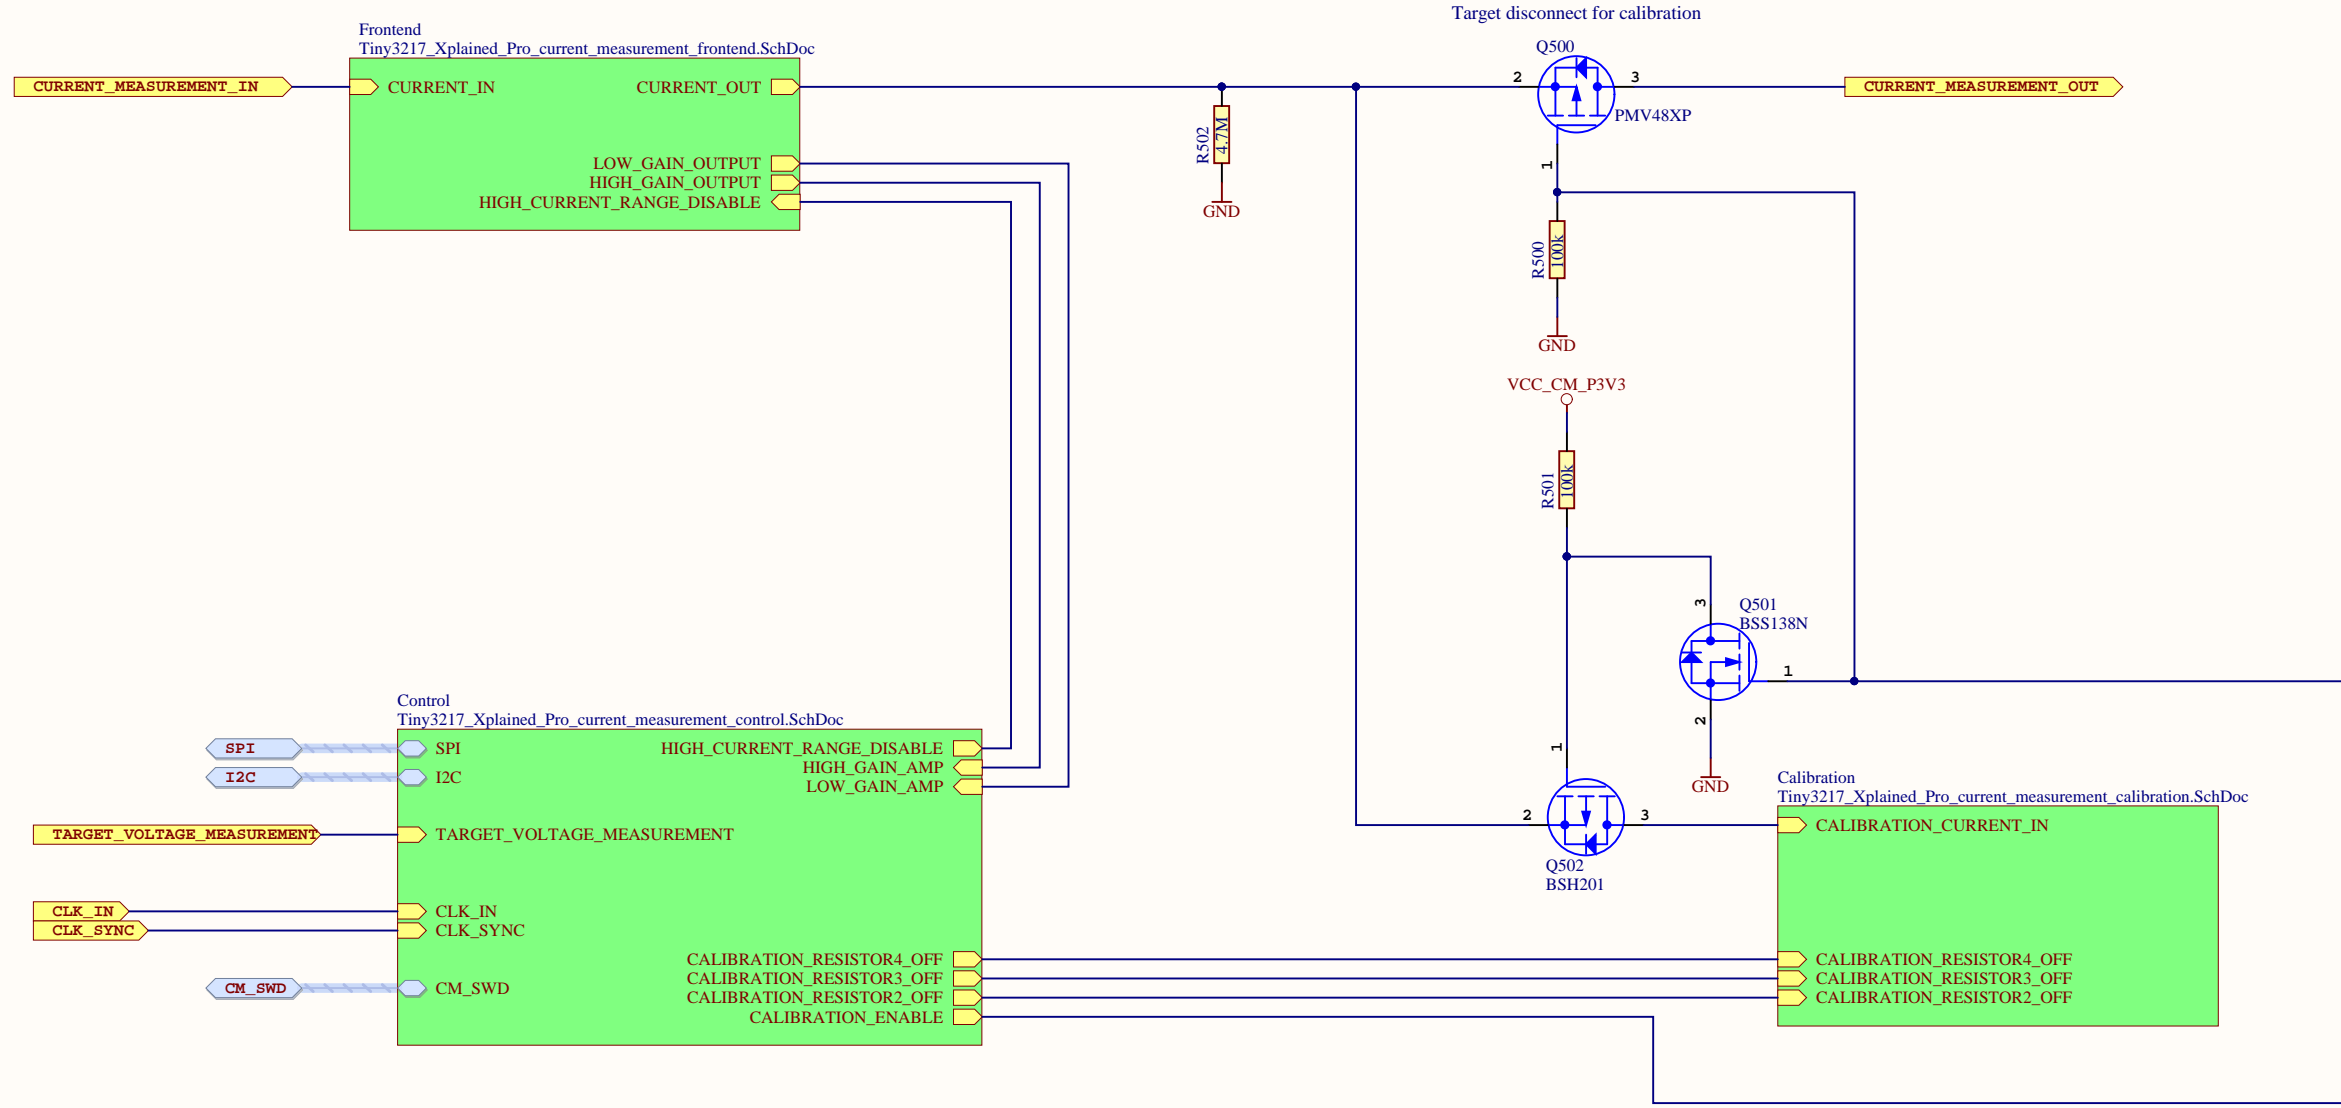 Target disconnect for calibration
Frontend
Tiny3217_Xplained_Pro_current_measurement_frontend.SchDoc
CURRENT_MEASUREMENT_IN
CURRENT_IN
CURRENT_OUT
LOW_GAIN_OUTPUT
HIGH_GAIN_OUTPUT
HIGH_CURRENT_RANGE_DISABLE
R502
4.7M
GND
Q500
2
3
PMV48XP
1
CURRENT_MEASUREMENT_OUT
R500
100k
GND
VCC_CM_P3V3
R501
100k
Q501
BSS138N
3
1
2
GND
Control
Tiny3217_Xplained_Pro_current_measurement_control.SchDoc
SPI
SPI
I2C
I2C
HIGH_CURRENT_RANGE_DISABLE
HIGH_GAIN_AMP
LOW_GAIN_AMP
TARGET_VOLTAGE_MEASUREMENT
TARGET_VOLTAGE_MEASUREMENT
CLK_IN
CLK_IN
CLK_SYNC
CLK_SYNC
CM_SWD
CM_SWD
CALIBRATION_RESISTOR4_OFF
CALIBRATION_RESISTOR3_OFF
CALIBRATION_RESISTOR2_OFF
CALIBRATION_ENABLE
1
2
3
Q502
BSH201
Calibration
Tiny3217_Xplained_Pro_current_measurement_calibration.SchDoc
CALIBRATION_CURRENT_IN
CALIBRATION_RESISTOR4_OFF
CALIBRATION_RESISTOR3_OFF
CALIBRATION_RESISTOR2_OFF